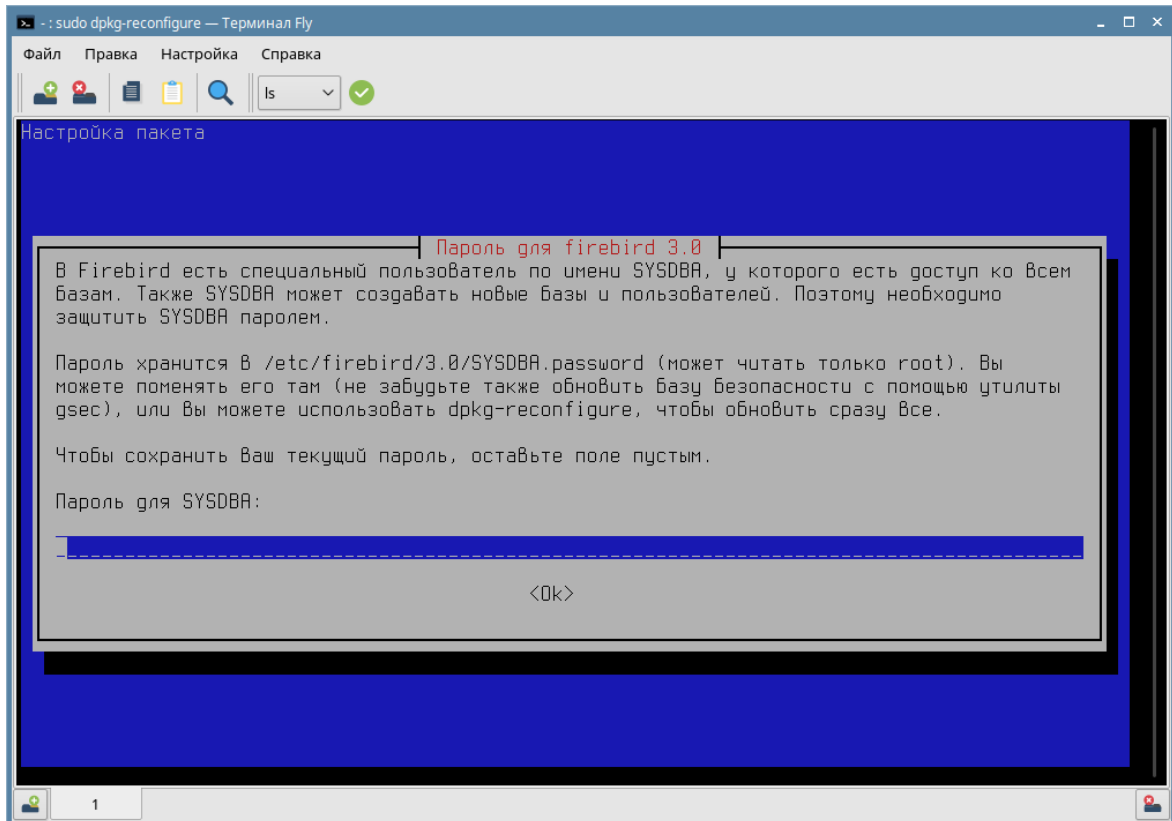 - : sudo dpkg-reconfigure — Терминал Fly
Файл Правка Настройка Справка
ls
Настройка пакета
Пароль для firebird 3.0
В Firebird есть специальный пользователь по имени SYSDBA, у которого есть доступ ко всем
базам. Также SYSDBA может создавать новые базы и пользователей. Поэтому необходимо
защитить SYSDBA паролем.
Пароль хранится в /etc/firebird/3.0/SYSDBA.password (может читать только root). Вы
можете поменять его там (не забудьте также обновить базу безопасности с помощью утилиты
gsec), или Вы можете использовать dpkg-reconfigure, чтобы обновить сразу все.
Чтобы сохранить Ваш текущий пароль, оставьте поле пустым.
Пароль для SYSDBA:
<Ok>
1